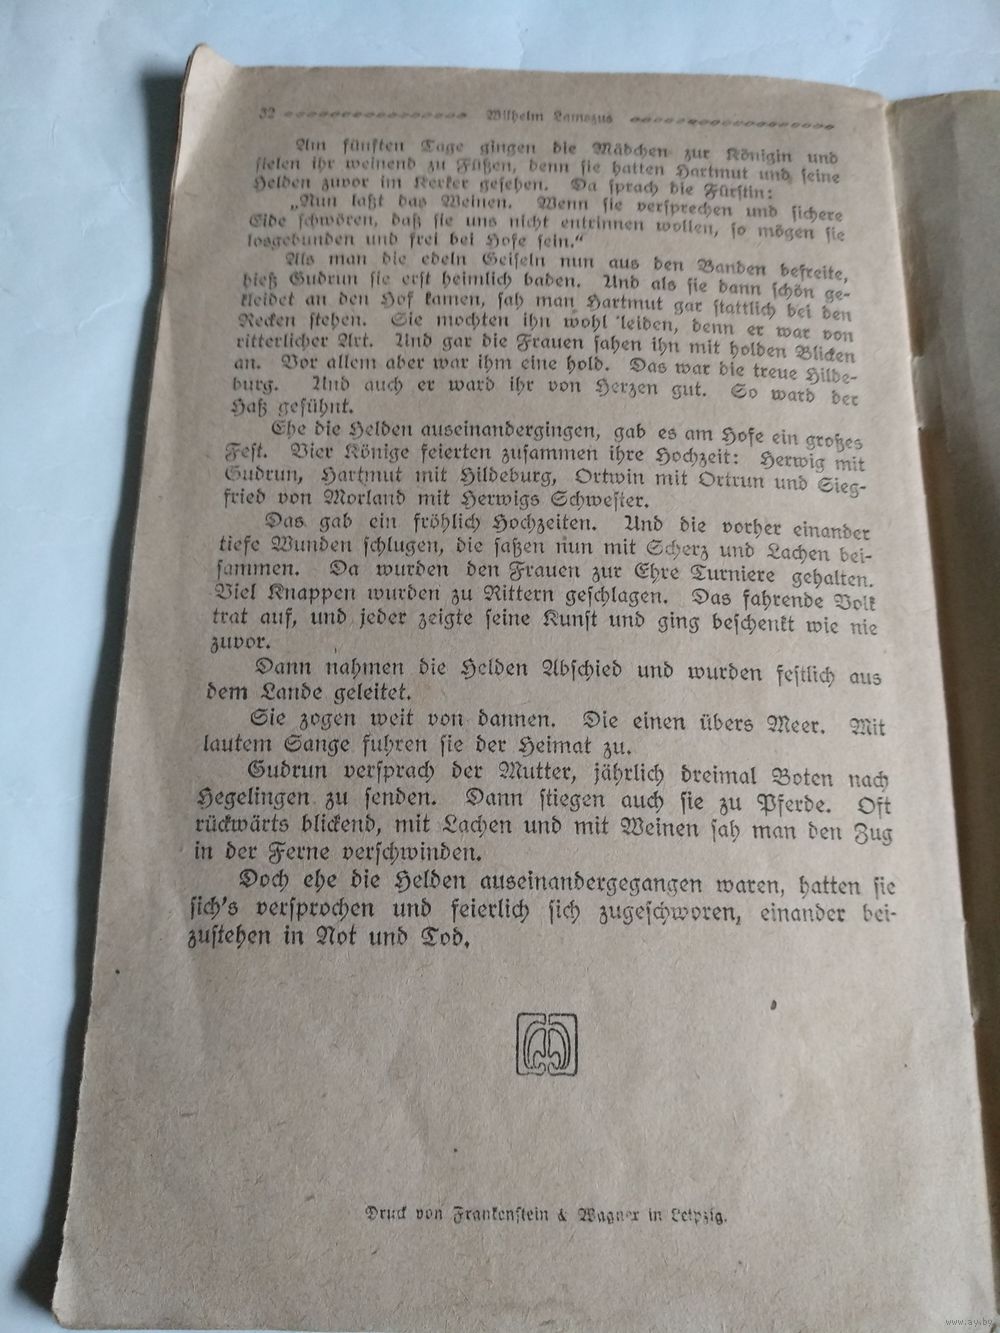 32 Wilhelm Lamszus
Am fünften Tage gingen die Mädchen zur Königin und
fielen ihr weinend zu Füßen, denn sie hatten Hartmut und seine
Helden zuvor im Kerker gesehen. Da sprach die Fürstin:
„Nun laßt das Weinen. Wenn sie versprechen und sichere
Eide schwören, daß sie uns nicht entrinnen wollen, so mögen sie
losgebunden und frei bei Hofe sein.“
Als man die edeln Geiseln nun aus den Banden befreite,
hieß Gudrun sie erst heimlich baden. Und als sie dann schön ge-
kleidet an den Hof kamen, sah man Hartmut gar stattlich bei den
Recken stehen. Sie mochten ihn wohl leiden, denn er war von
ritterlicher Art. Und gar die Frauen sahen ihn mit holden Blicken
an. Vor allem aber war ihm eine hold. Das war die treue Hilde-
burg. Und auch er ward ihr von Herzen gut. So ward der
Haß gesühnt.
Ehe die Helden auseinandergingen, gab es am Hofe ein großes
Fest. Vier Könige feierten zusammen ihre Hochzeit: Herwig mit
Gudrun, Hartmut mit Hildeburg, Ortwin mit Ortrun und Sieg-
fried von Morland mit Herwigs Schwester.
Das gab ein fröhlich Hochzeiten. Und die vorher einander
tiefe Wunden schlugen, die saßen nun mit Scherz und Lachen bei-
sammen. Da wurden den Frauen zur Ehre Turniere gehalten.
Viel Knappen wurden zu Rittern geschlagen. Das fahrende Volk
trat auf, und jeder zeigte seine Kunst und ging beschenkt wie nie
zuvor.
Dann nahmen die Helden Abschied und wurden festlich aus
dem Lande geleitet.
Sie zogen weit von dannen. Die einen übers Meer. Mit
lautem Sange fuhren sie der Heimat zu.
Gudrun versprach der Mutter, jährlich dreimal Boten nach
Hegelingen zu senden. Dann stiegen auch sie zu Pferde. Oft
rückwärts blickend, mit Lachen und mit Weinen sah man den Zug
in der Ferne verschwinden.
Doch ehe die Helden auseinandergegangen waren, hatten sie
sich's versprochen und feierlich sich zugeschworen, einander bei-
zustehen in Not und Tod.
Druck von Frankenstein & Wagner in Leipzig.
www.ay.by